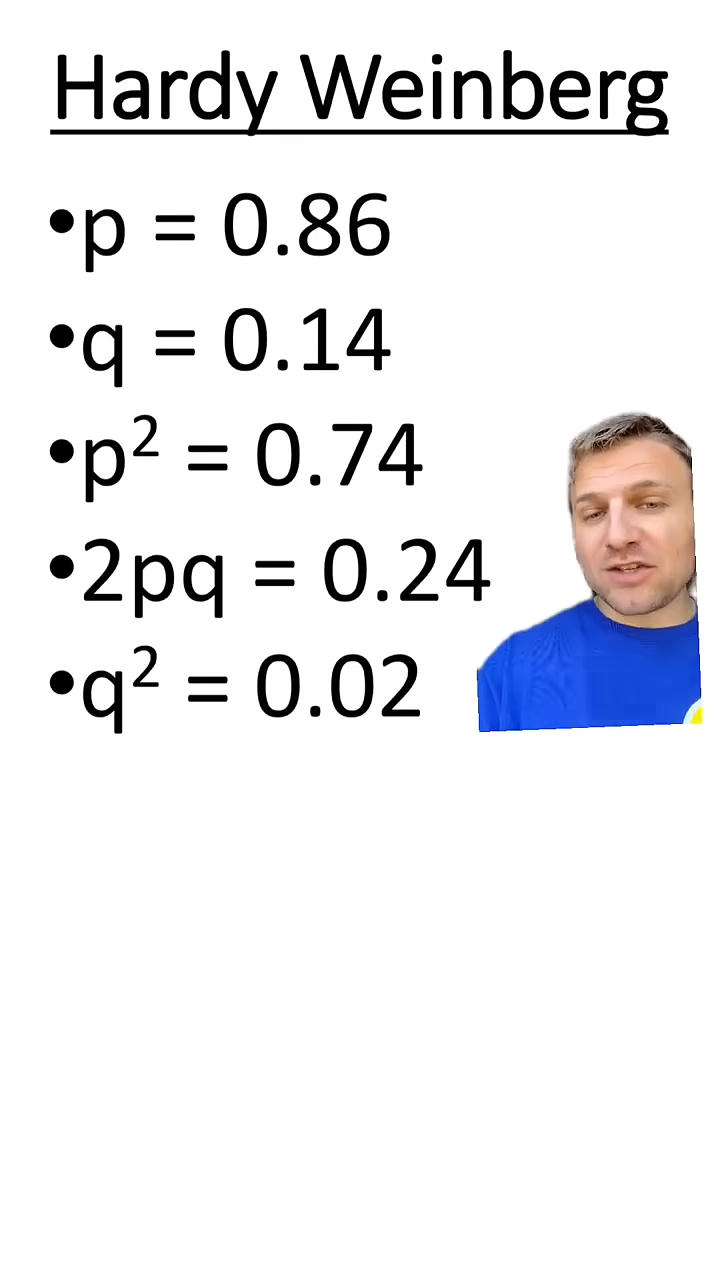 Hardy Weinberg
•p = 0.86
•q = 0.14
•p² = 0.74
•2pq = 0.24
•q² = 0.02